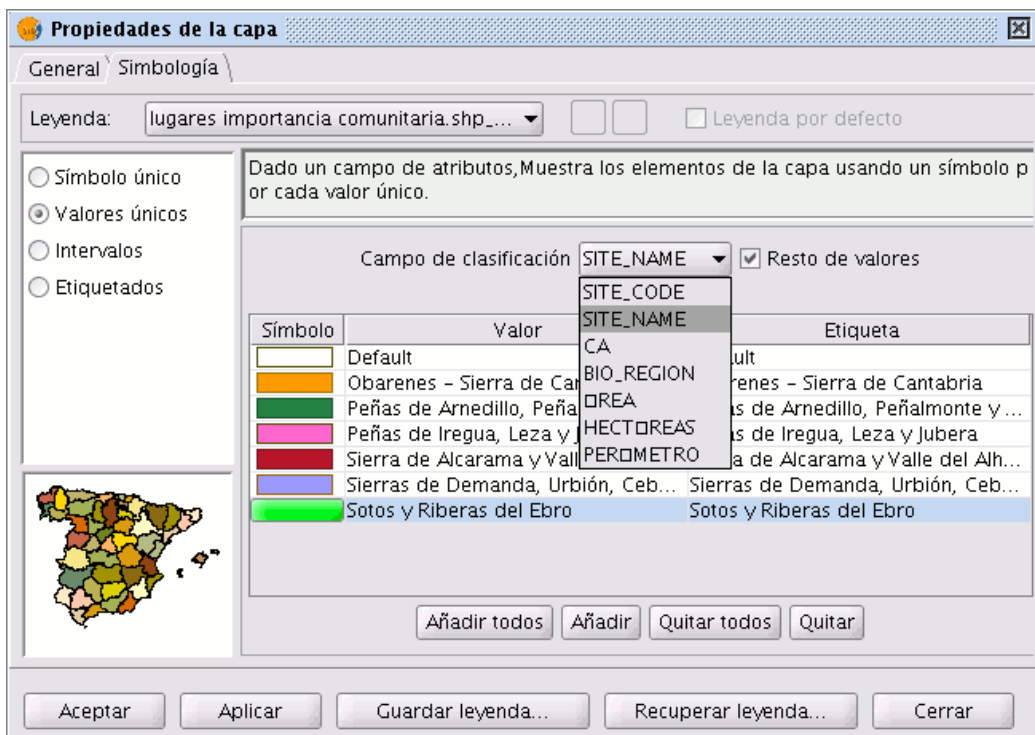 Propiedades de la capa
General Simbología
Leyenda: lugares importancia comunitaria.shp_... Leyenda por defecto
Símbolo único
Valores únicos
Intervalos
Etiquetados
Dado un campo de atributos,Muestra los elementos de la capa usando un símbolo p
or cada valor único.
Campo de clasificación SITE_NAME Resto de valores
SITE_CODE
SITE_NAME
CA
BIO_REGION
□REA
HECT□REAS
PER□METRO
Símbolo Valor Etiqueta
Default ult
Obarenes – Sierra de Ca renes – Sierra de Cantabria
Peñas de Arnedillo, Peña s de Arnedillo, Peñalmonte y ...
Peñas de Iregua, Leza y J s de Iregua, Leza y Jubera
Sierra de Alcarama y Vall a de Alcarama y Valle del Alh...
Sierras de Demanda, Urbión, Ceb... Sierras de Demanda, Urbión, Ceb...
Sotos y Riberas del Ebro Sotos y Riberas del Ebro
Añadir todos Añadir Quitar todos Quitar
Aceptar Aplicar Guardar leyenda... Recuperar leyenda... Cerrar